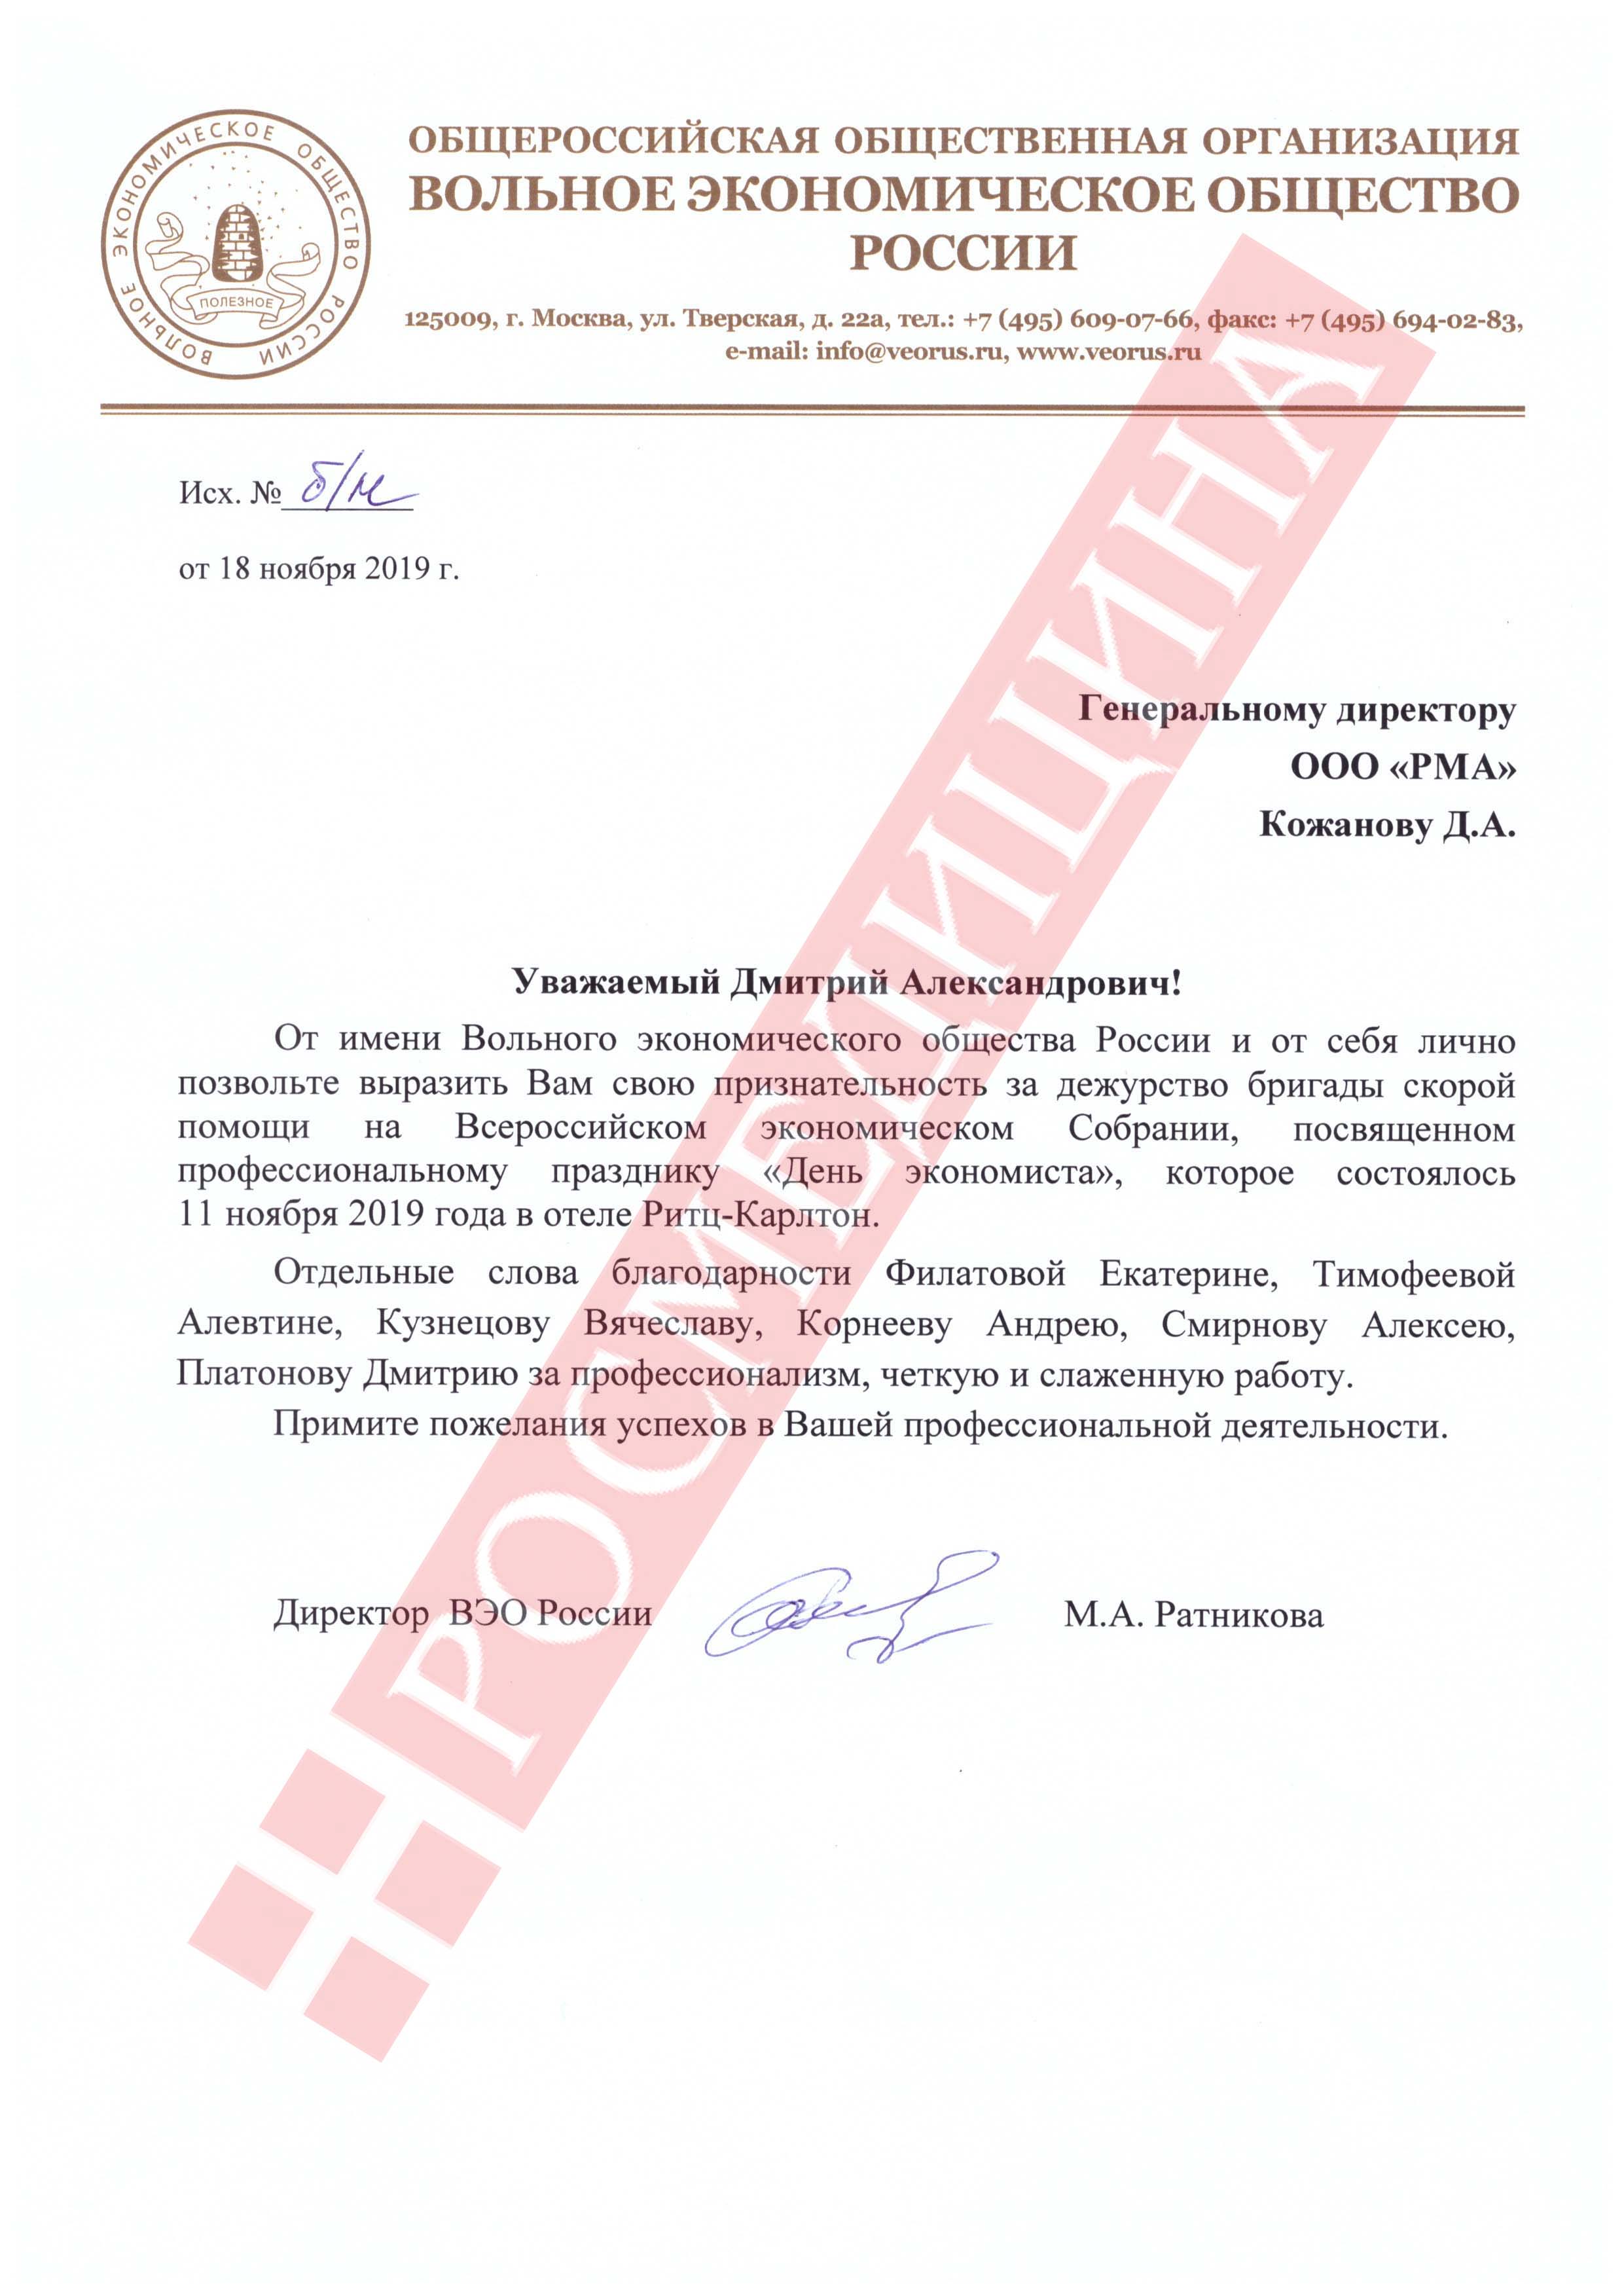 ВОЛЬНОЕ ЭКОНОМИЧЕСКОЕ ОБЩЕСТВО РОССИИ
ПОЛЕЗНОЕ
ОБЩЕРОССИЙСКАЯ ОБЩЕСТВЕННАЯ ОРГАНИЗАЦИЯ
ВОЛЬНОЕ ЭКОНОМИЧЕСКОЕ ОБЩЕСТВО
РОССИИ
125009, г. Москва, ул. Тверская, д. 22а, тел.: +7 (495) 609-07-66, факс: +7 (495) 694-02-83,
e-mail: info@veorus.ru, www.veorus.ru
Исх. № б/н
от 18 ноября 2019 г.
Генеральному директору
ООО «РМА»
Кожанову Д.А.
Уважаемый Дмитрий Александрович!
От имени Вольного экономического общества России и от себя лично
позвольте выразить Вам свою признательность за дежурство бригады скорой
помощи на Всероссийском экономическом Собрании, посвященном
профессиональному празднику «День экономиста», которое состоялось
11 ноября 2019 года в отеле Ритц-Карлтон.
Отдельные слова благодарности Филатовой Екатерине, Тимофеевой
Алевтине, Кузнецову Вячеславу, Корнееву Андрею, Смирнову Алексею,
Платонову Дмитрию за профессионализм, четкую и слаженную работу.
Примите пожелания успехов в Вашей профессиональной деятельности.
Директор ВЭО России М.А. Ратникова
РОСМЕДИЦИНА